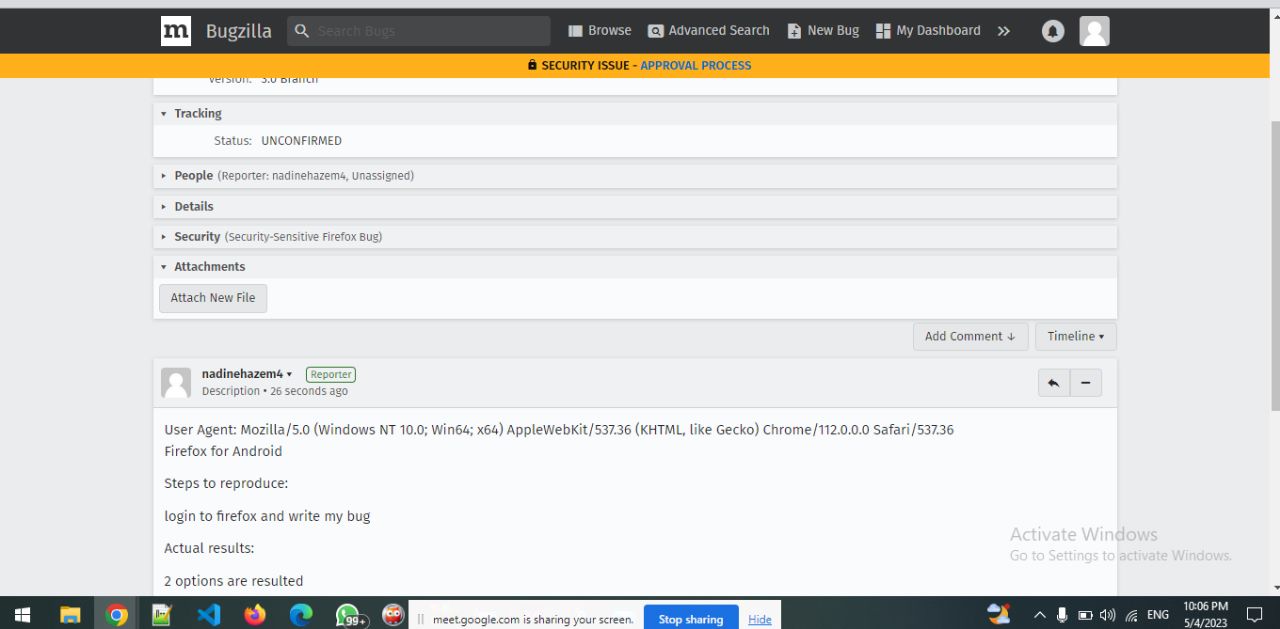 m Bugzilla Search Bugs Browse Advanced Search New Bug My Dashboard
SECURITY ISSUE - APPROVAL PROCESS
Version: 3.0 Branch
Tracking
Status: UNCONFIRMED
People (Reporter: nadinehazem4, Unassigned)
Details
Security (Security-Sensitive Firefox Bug)
Attachments
Attach New File
Add Comment ↓ Timeline ▾
nadinehazem4 ▾ Reporter
Description • 26 seconds ago
User Agent: Mozilla/5.0 (Windows NT 10.0; Win64; x64) AppleWebKit/537.36 (KHTML, like Gecko) Chrome/112.0.0.0 Safari/537.36
Firefox for Android
Steps to reproduce:
login to firefox and write my bug
Actual results:
2 options are resulted
Activate Windows
Go to Settings to activate Windows.
99+
meet.google.com is sharing your screen. Stop sharing Hide
ENG
10:06 PM
5/4/2023